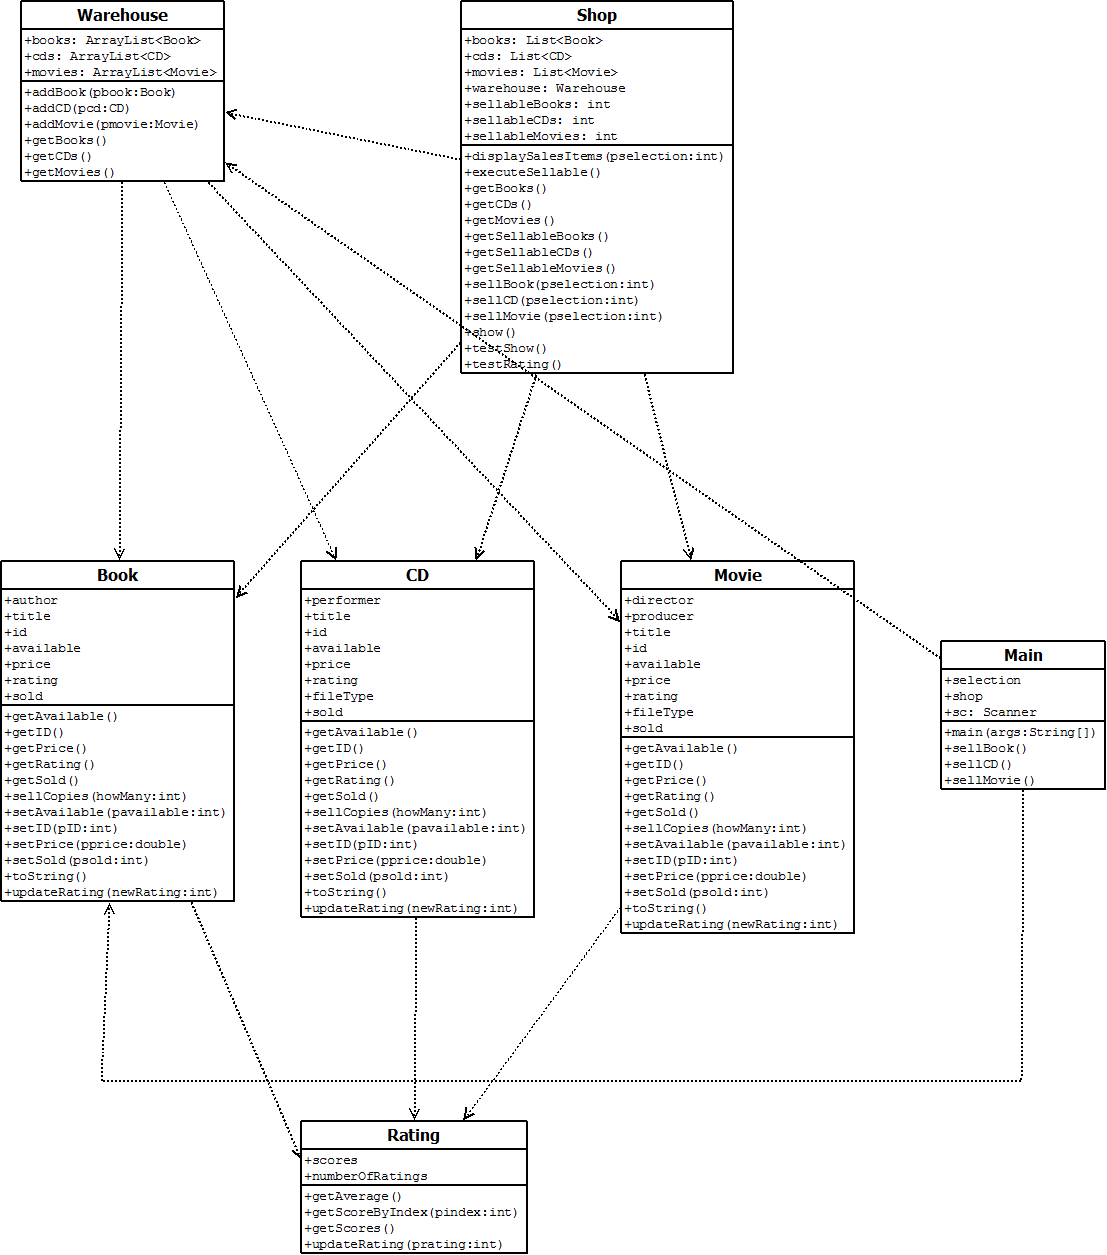 Warehouse
+books: ArrayList<Book>
+cds: ArrayList<CD>
+movies: ArrayList<Movie>
+addBook(pbook:Book)
+addCD(pcd:CD)
+addMovie(pmovie:Movie)
+getBooks()
+getCDs()
+getMovies()
Shop
+books: List<Book>
+cds: List<CD>
+movies: List<Movie>
+warehouse: Warehouse
+sellableBooks: int
+sellableCDs: int
+sellableMovies: int
+displaySalesItems(pselection:int)
+executeSellable()
+getBooks()
+getCDs()
+getMovies()
+getSellableBooks()
+getSellableCDs()
+getSellableMovies()
+sellBook(pselection:int)
+sellCD(pselection:int)
+sellMovie(pselection:int)
+show()
+testShow()
+testRating()
Book
+author
+title
+id
+available
+price
+rating
+sold
+getAvailable()
+getID()
+getPrice()
+getRating()
+getSold()
+sellCopies(howMany:int)
+setAvailable(pavailable:int)
+setID(pID:int)
+setPrice(pprice:double)
+setSold(psold:int)
+toString()
+updateRating(newRating:int)
CD
+performer
+title
+id
+available
+price
+rating
+fileType
+sold
+getAvailable()
+getID()
+getPrice()
+getRating()
+getSold()
+sellCopies(howMany:int)
+setAvailable(pavailable:int)
+setID(pID:int)
+setPrice(pprice:double)
+setSold(psold:int)
+toString()
+updateRating(newRating:int)
Movie
+director
+producer
+title
+id
+available
+price
+rating
+fileType
+sold
+getAvailable()
+getID()
+getPrice()
+getRating()
+getSold()
+sellCopies(howMany:int)
+setAvailable(pavailable:int)
+setID(pID:int)
+setPrice(pprice:double)
+setSold(psold:int)
+toString()
+updateRating(newRating:int)
Main
+selection
+shop
+sc: Scanner
+main(args:String[])
+sellBook()
+sellCD()
+sellMovie()
Rating
+scores
+numberOfRatings
+getAverage()
+getScoreByIndex(pindex:int)
+getScores()
+updateRating(prating:int)